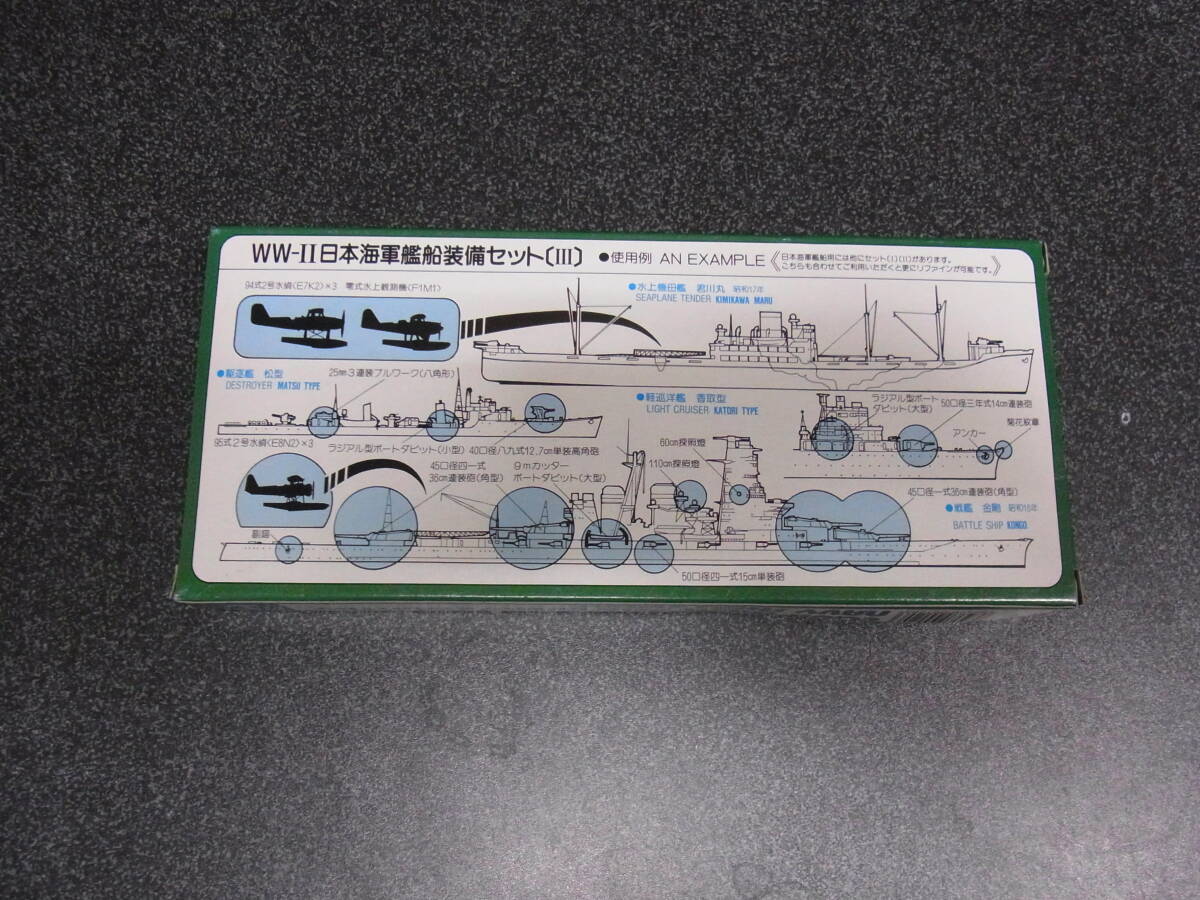 WW-II日本海軍艦船装備セット〔III〕
●使用例 AN EXAMPLE
日本海軍艦船用には他にセット(I)(II)があります。
こちらも合わせてご利用いただくと更にリファインが可能です。
94式2号水偵(E7K2)×3 零式水上観測機(F1M1)
●水上機母艦 君川丸 昭和17年
SEAPLANE TENDER KIMIKAWA MARU
●駆逐艦 松型
DESTROYER MATSU TYPE
25㎜3連装ブルワーク(八角形)
●軽巡洋艦 香取型
LIGHT CRUISER KATORI TYPE
ラジアル型ボート
ダビット(大型)
50口径三年式14㎝連装砲
アンカー
菊花紋章
95式2号水偵(E8N2)×3
ラジアル型ボートダビット(小型)
40口径八九式12.7㎝単装高角砲
60㎝探照燈
110㎝探照燈
45口径四一式
36㎝連装砲(角型)
9mカッター
ボートダビット(大型)
45口径一式36㎝連装砲(角型)
●戦艦 金剛 昭和18年
BATTLE SHIP KONGO
副錨
50口径四一式15㎝単装砲